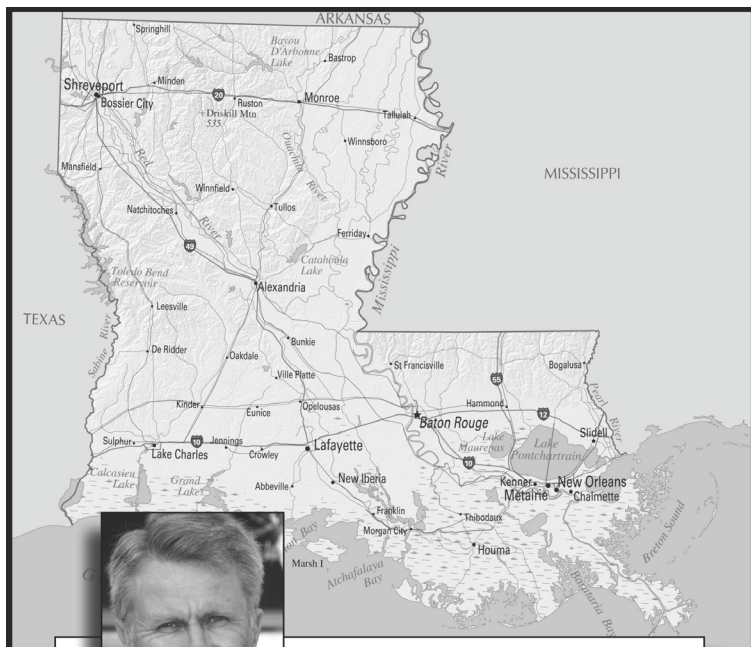 ARKANSAS
Springhill
Bayou
D'Arbonne
Lake
Bastrop
Shreveport
Minden
Bossier City
20
Ruston
Monroe
Driskill Mtn
535
Tallulah
Winnsboro
Ouachita River
Red River
Mississippi River
MISSISSIPPI
Mansfield
Winnfield
Natchitoches
Tullos
Ferriday
49
Catahoula
Lake
Toledo Bend
Reservoir
Alexandria
TEXAS
Leesville
Sabine River
De Ridder
Oakdale
Bunkie
Ville Platte
St Francisville
Bogalusa
55
Pearl River
Kinder
Eunice
Opelousas
Hammond
12
Baton Rouge
Slidell
Sulphur
10
Jennings
Lake Charles
Crowley
Lafayette
Lake
Maurepas
Lake
Pontchartrain
10
Calcasieu
Lake
Grand
Lake
Abbeville
New Iberia
Kenner
New Orleans
Metairie
Chalmette
Franklin
Morgan City
Thibodaux
Houma
Breton Sound
Bay
Marsh I
Atchafalaya
Bay
Barataria Bay
G